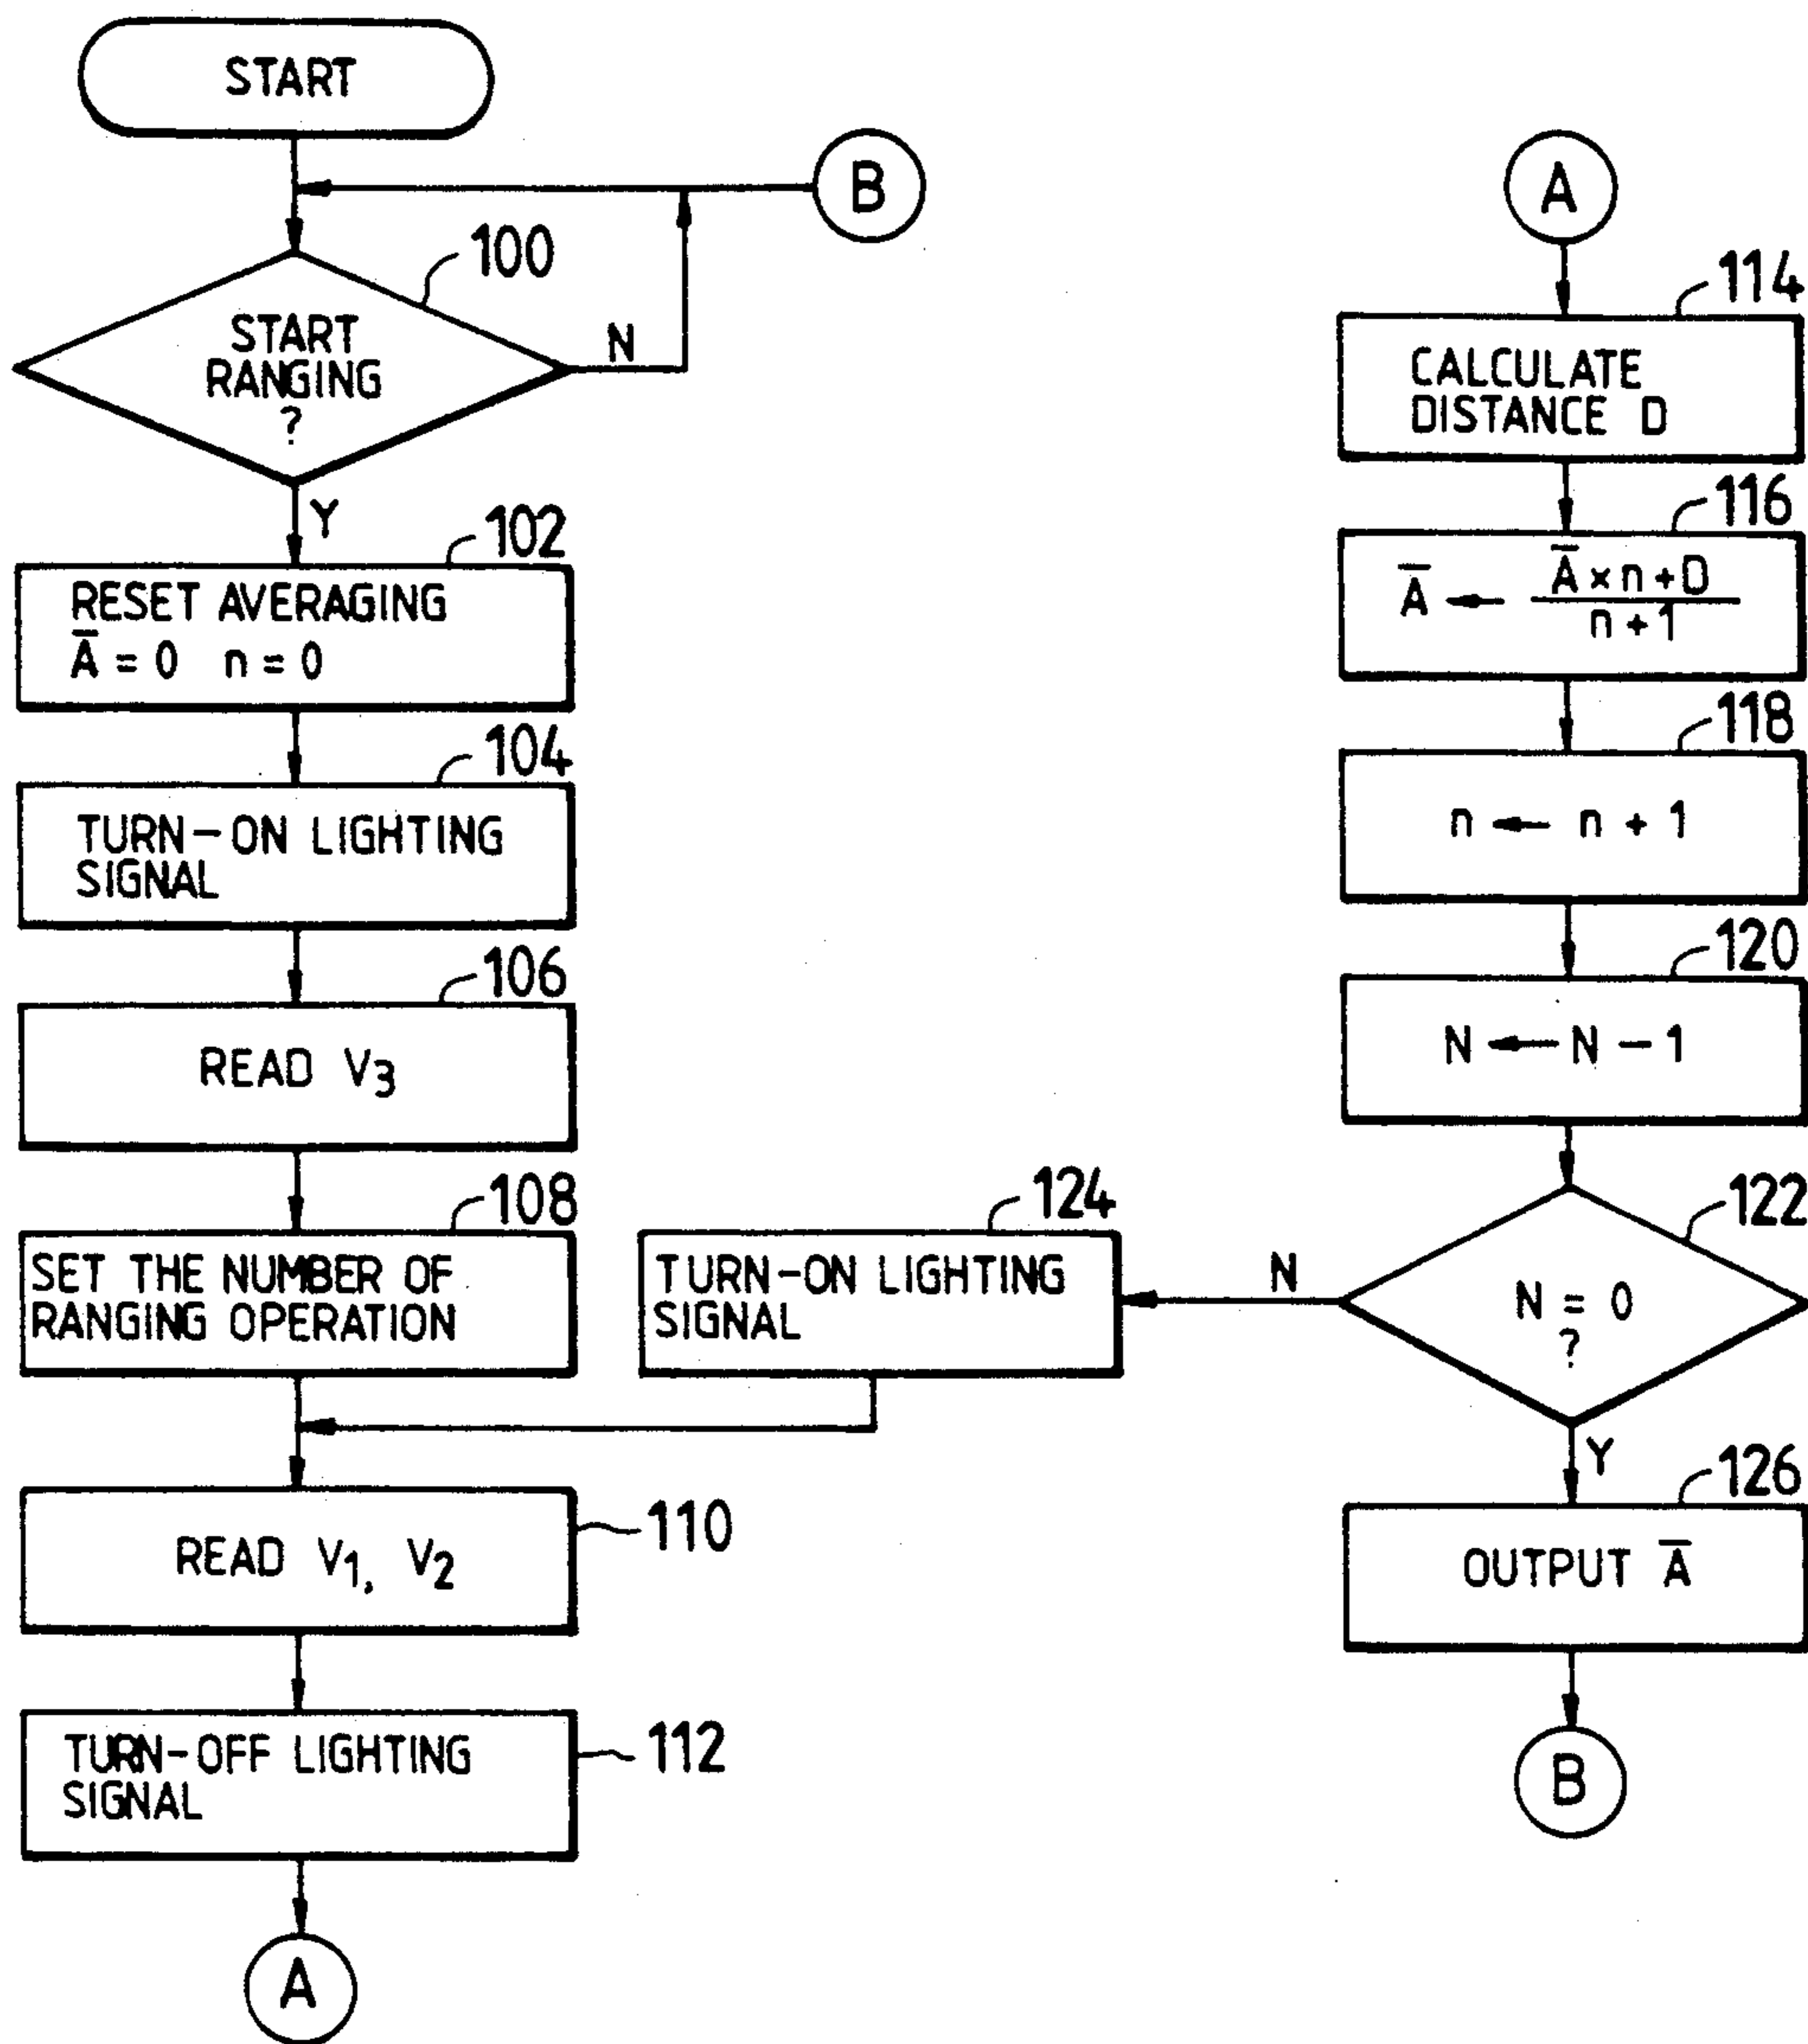 START
B
100
START
RANGING
?
N
Y
102
RESET AVERAGING
A̅ = 0 n = 0
104
TURN-ON LIGHTING
SIGNAL
106
READ V₃
108
SET THE NUMBER OF
RANGING OPERATION
110
READ V₁, V₂
112
TURN-OFF LIGHTING
SIGNAL
A
A
114
CALCULATE
DISTANCE D
116
A̅ ← A̅ × n + D
n + 1
118
n ← n + 1
120
N ← N − 1
122
N = 0
?
N
124
TURN-ON LIGHTING
SIGNAL
Y
126
OUTPUT A̅
B